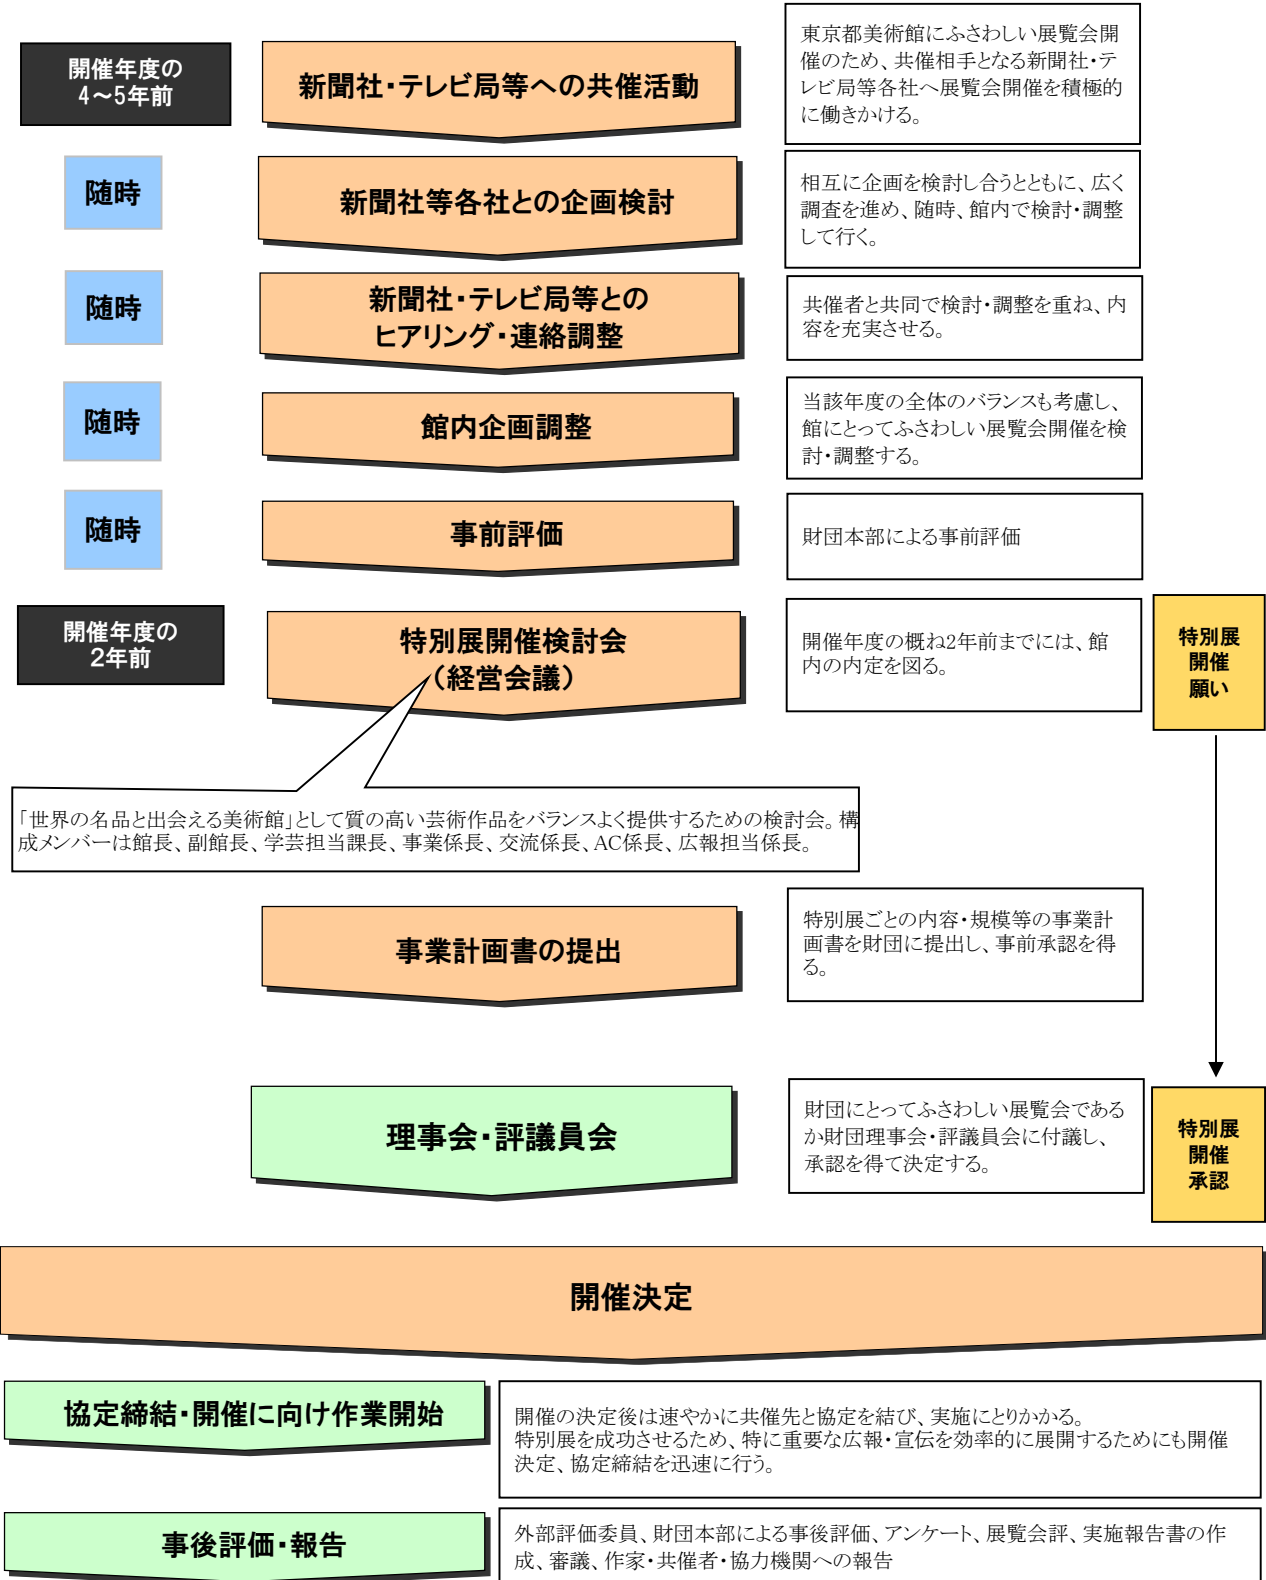 開催年度の
4～5年前
新聞社・テレビ局等への共催活動
東京都美術館にふさわしい展覧会開
催のため、共催相手となる新聞社・テ
レビ局等各社へ展覧会開催を積極的
に働きかける。
随時
新聞社等各社との企画検討
相互に企画を検討し合うとともに、広く
調査を進め、随時、館内で検討・調整
して行く。
随時
新聞社・テレビ局等との
ヒアリング・連絡調整
共催者と共同で検討・調整を重ね、内
容を充実させる。
随時
館内企画調整
当該年度の全体のバランスも考慮し、
館にとってふさわしい展覧会開催を検
討・調整する。
随時
事前評価
財団本部による事前評価
開催年度の
2年前
特別展開催検討会
（経営会議）
開催年度の概ね2年前までには、館
内の内定を図る。
特別展
開催
願い
「世界の名品と出会える美術館」として質の高い芸術作品をバランスよく提供するための検討会。構
成メンバーは館長、副館長、学芸担当課長、事業係長、交流係長、AC係長、広報担当係長。
事業計画書の提出
特別展ごとの内容・規模等の事業計
画書を財団に提出し、事前承認を得
る。
理事会・評議員会
財団にとってふさわしい展覧会である
か財団理事会・評議員会に付議し、
承認を得て決定する。
特別展
開催
承認
開催決定
協定締結・開催に向け作業開始
開催の決定後は速やかに共催先と協定を結び、実施にとりかかる。
特別展を成功させるため、特に重要な広報・宣伝を効率的に展開するためにも開催
決定、協定締結を迅速に行う。
事後評価・報告
外部評価委員、財団本部による事後評価、アンケート、展覧会評、実施報告書の作
成、審議、作家・共催者・協力機関への報告